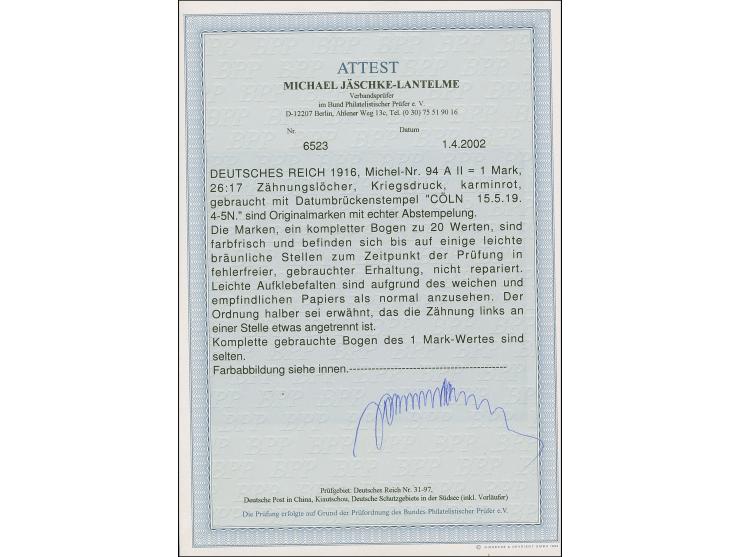 ATTEST
MICHAEL JÄSCHKE-LANTELME
Verbandsprüfer
im Bund Philatelistischer Prüfer e. V.
D-12207 Berlin, Ahlener Weg 13c, Tel. (0 30) 75 51 90 16
Nr. Datum
6523 1.4.2002
DEUTSCHES REICH 1916, Michel-Nr. 94 A II = 1 Mark,
26:17 Zähnungslöcher, Kriegsdruck, karminrot,
gebraucht mit Datumbrückenstempel "CÖLN 15.5.19.
4-5N." sind Originalmarken mit echter Abstempelung.
Die Marken, ein kompletter Bogen zu 20 Werten, sind
farbfrisch und befinden sich bis auf einige leichte
bräunliche Stellen zum Zeitpunkt der Prüfung in
fehlerfreier, gebrauchter Erhaltung, nicht repariert.
Leichte Aufklebefalten sind aufgrund des weichen und
empfindlichen Papiers als normal anzusehen. Der
Ordnung halber sei erwähnt, das die Zähnung links an
einer Stelle etwas angetrennt ist.
Komplette gebrauchte Bogen des 1 Mark-Wertes sind
selten.
Farbabbildung siehe innen.------------------------------------------
Prüfgebiet: Deutsches Reich Nr. 31-97,
Deutsche Post in China, Kiautschou, Deutsche Schutzgebiete in der Südsee (inkl. Vorläufer)
Die Prüfung erfolgte auf Grund der Prüfordnung des Bundes Philatelistischer Prüfer e.V.